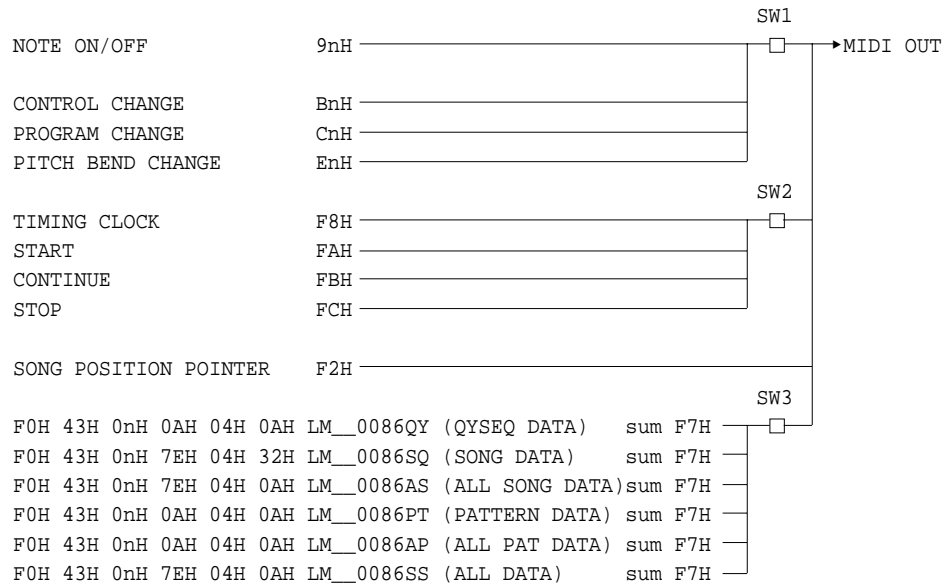 SW1
NOTE ON/OFF 9nH MIDI OUT
CONTROL CHANGE BnH
PROGRAM CHANGE CnH
PITCH BEND CHANGE EnH
SW2
TIMING CLOCK F8H
START FAH
CONTINUE FBH
STOP FCH
SONG POSITION POINTER F2H
SW3
F0H 43H 0nH 0AH 04H 0AH LM__0086QY (QYSEQ DATA) sum F7H
F0H 43H 0nH 7EH 04H 32H LM__0086SQ (SONG DATA) sum F7H
F0H 43H 0nH 7EH 04H 0AH LM__0086AS (ALL SONG DATA)sum F7H
F0H 43H 0nH 0AH 04H 0AH LM__0086PT (PATTERN DATA) sum F7H
F0H 43H 0nH 0AH 04H 0AH LM__0086AP (ALL PAT DATA) sum F7H
F0H 43H 0nH 7EH 04H 0AH LM__0086SS (ALL DATA) sum F7H